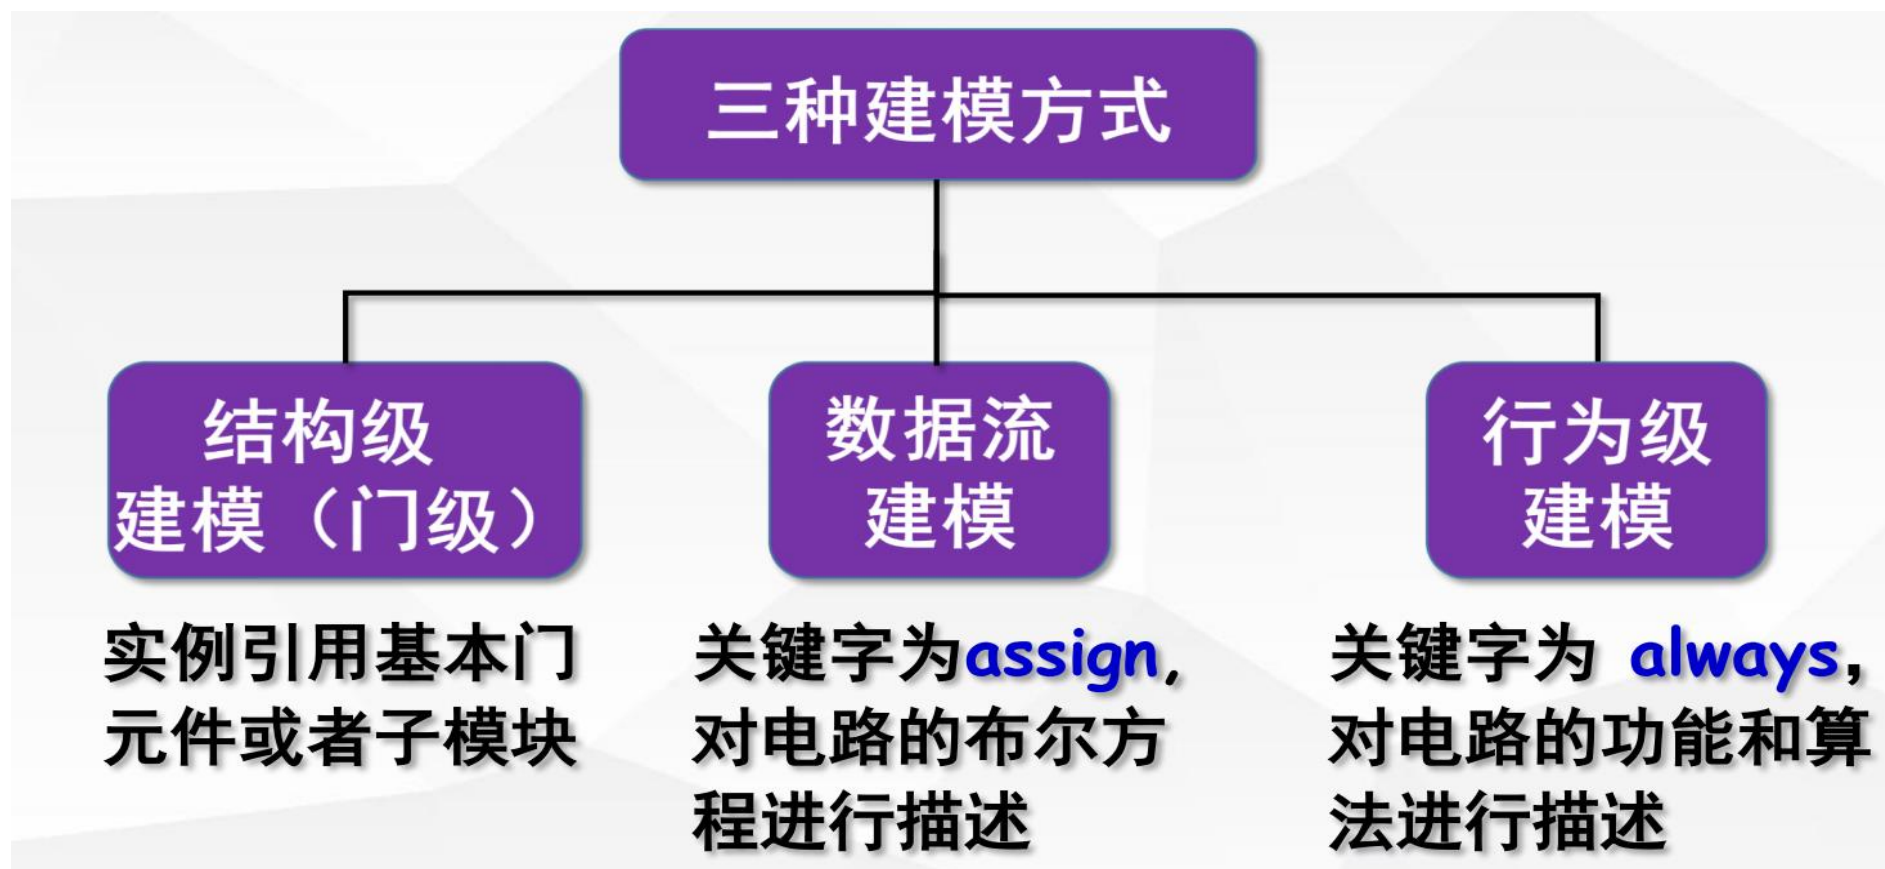 三种建模方式
结构级
建模（门级）
数据流
建模
行为级
建模
实例引用基本门
元件或者子模块
关键字为assign,
对电路的布尔方
程进行描述
关键字为 always,
对电路的功能和算
法进行描述